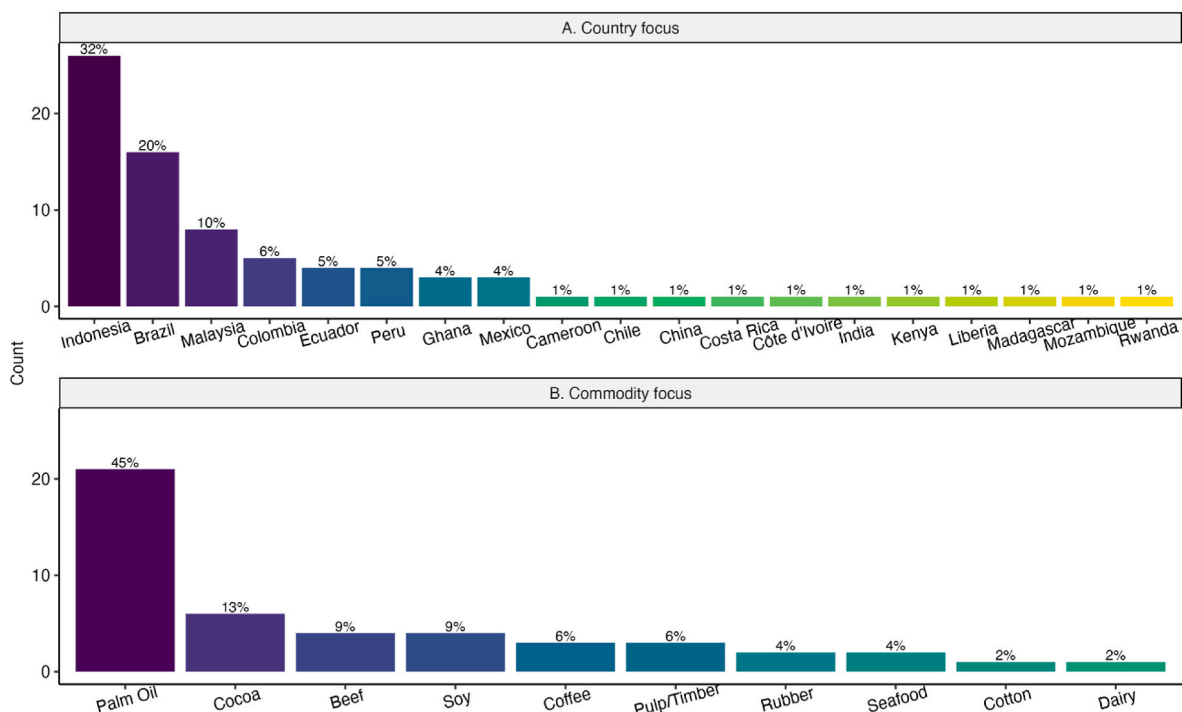 A. Country focus
32%
20%
10%
6%
5%
5%
4%
4%
1%
1%
1%
1%
1%
1%
1%
1%
1%
1%
1%
20
10
0
Indonesia
Brazil
Malaysia
Colombia
Ecuador
Peru
Ghana
Mexico
Cameroon
Chile
China
Costa Rica
Côte d'Ivoire
India
Kenya
Liberia
Madagascar
Mozambique
Rwanda
Count
B. Commodity focus
45%
13%
9%
9%
6%
6%
4%
4%
2%
2%
20
10
0
Palm Oil
Cocoa
Beef
Soy
Coffee
Pulp/Timber
Rubber
Seafood
Cotton
Dairy